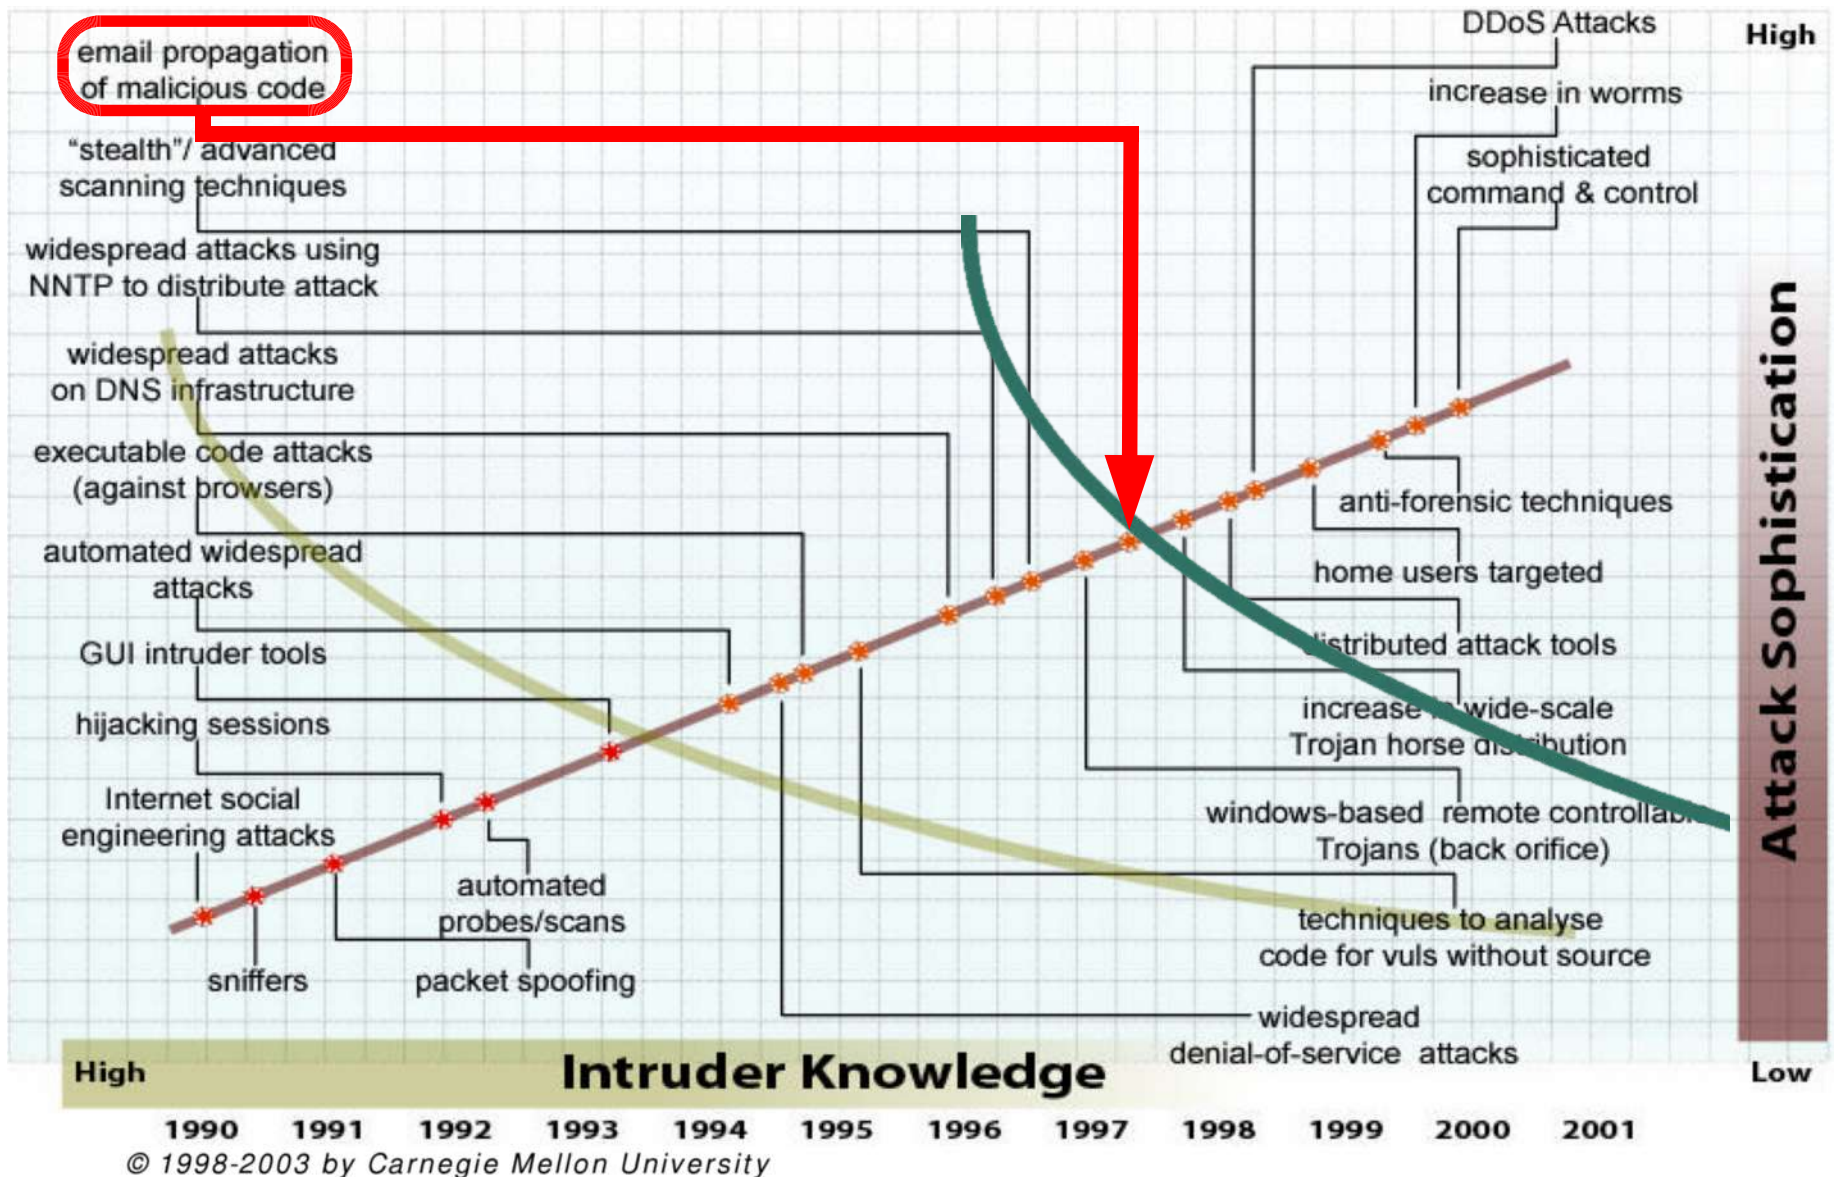 email propagation
of malicious code
“stealth”/ advanced
scanning techniques
widespread attacks using
NNTP to distribute attack
widespread attacks
on DNS infrastructure
executable code attacks
(against browsers)
automated widespread
attacks
GUI intruder tools
hijacking sessions
Internet social
engineering attacks
sniffers
automated
probes/scans
packet spoofing
DDoS Attacks
increase in worms
sophisticated
command & control
anti-forensic techniques
home users targeted
distributed attack tools
increase in wide-scale
Trojan horse distribution
windows-based remote controllable
Trojans (back orifice)
techniques to analyse
code for vuls without source
widespread
denial-of-service attacks
High
Attack Sophistication
Low
High
Intruder Knowledge
1990 1991 1992 1993 1994 1995 1996 1997 1998 1999 2000 2001
© 1998-2003 by Carnegie Mellon University